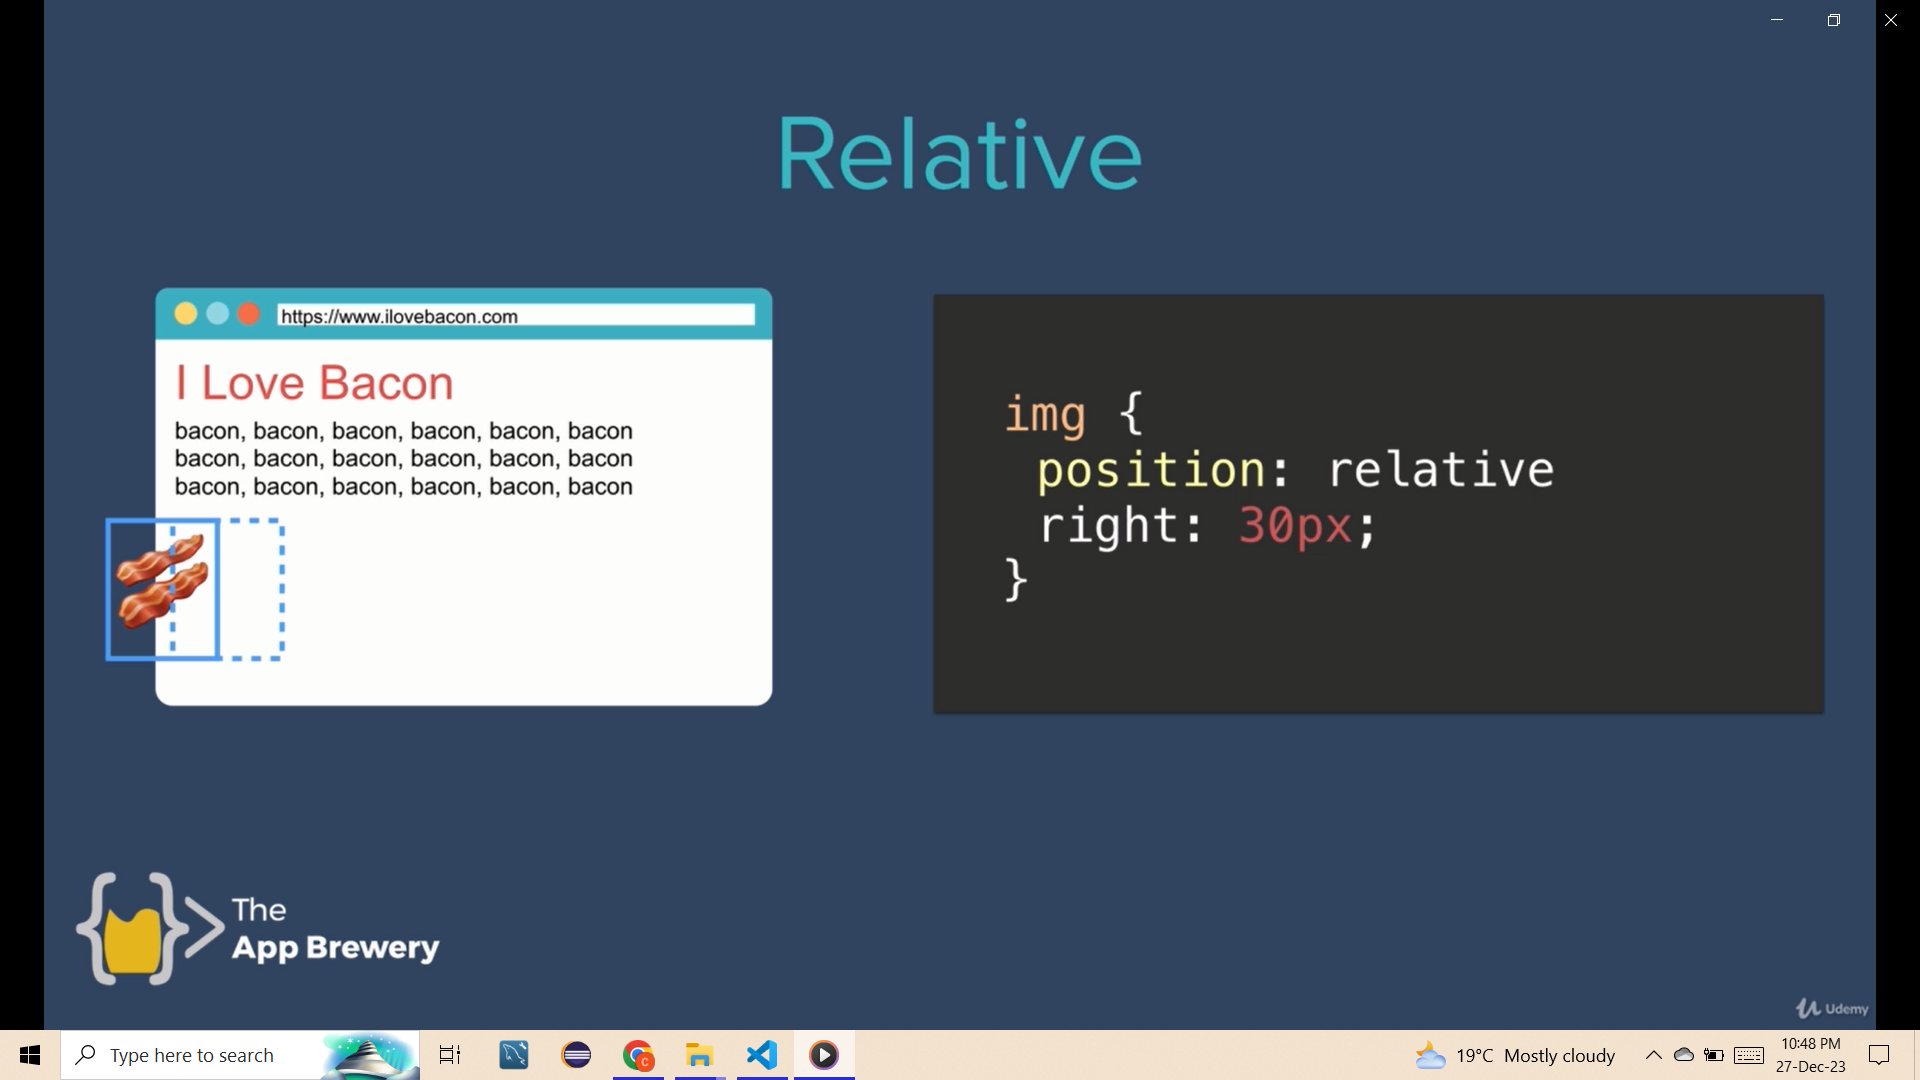 Relative
https://www.ilovebacon.com
I Love Bacon
bacon, bacon, bacon, bacon, bacon, bacon
bacon, bacon, bacon, bacon, bacon, bacon
bacon, bacon, bacon, bacon, bacon, bacon
img {
position: relative
right: 30px;
}
The
App Brewery
Udemy
Type here to search
C
19°C Mostly cloudy
10:48 PM
27-Dec-23